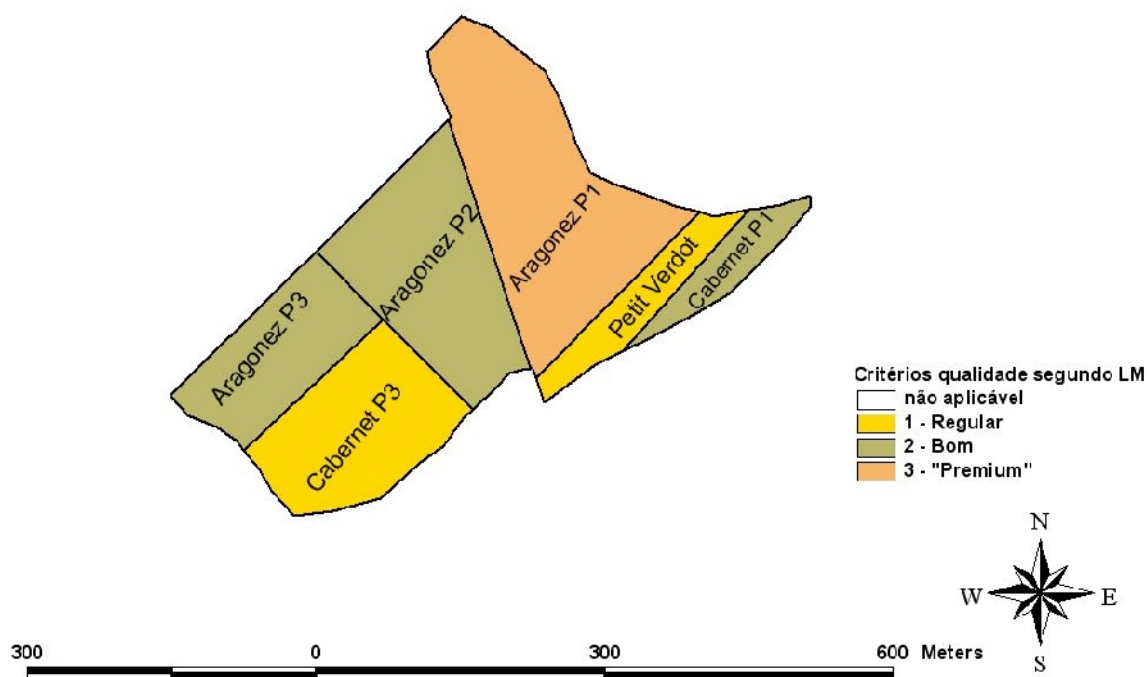 Aragonez P1
Aragonez P2
Petit Verdot
Cabernet P1
Aragonez P3
Cabernet P3
Critérios qualidade segundo LM
não aplicável
1 - Regular
2 - Bom
3 - "Premium"
N
W E
S
300 0 300 600 Meters